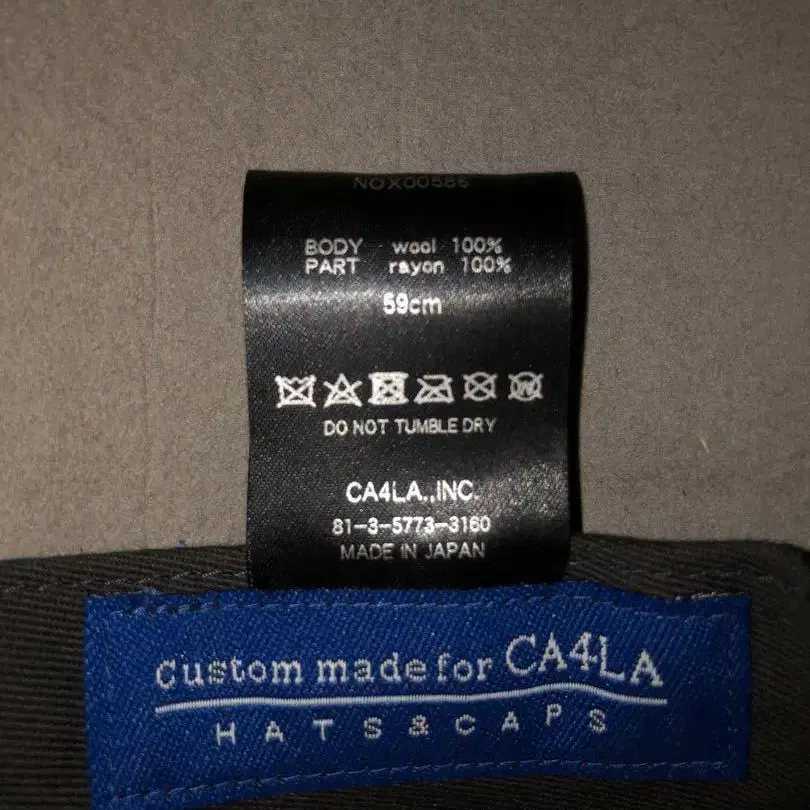 NOX00586
BODY wool 100%
PART rayon 100%
59cm
DO NOT TUMBLE DRY
CA4LA.,INC.
81-3-5773-3160
MADE IN JAPAN
custom made for CA4LA
HATS&CAPS